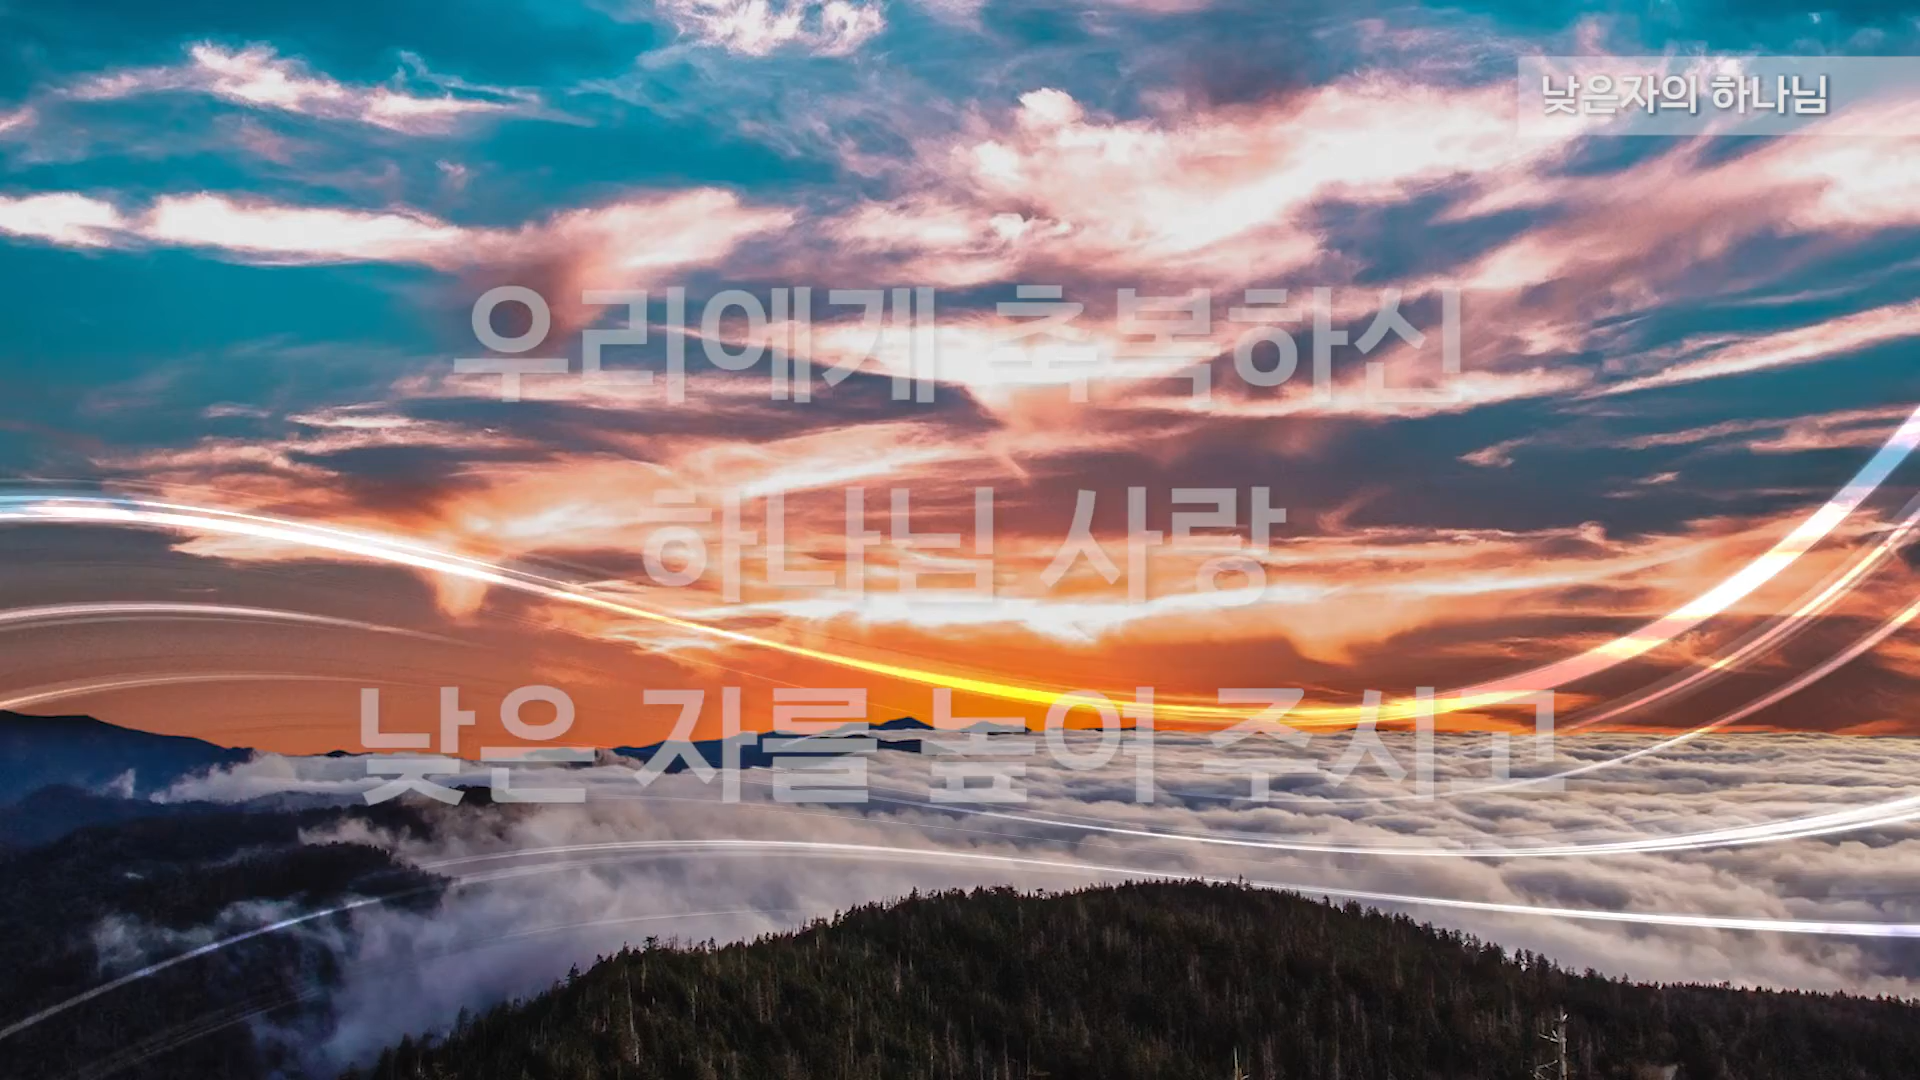 낮은자의 하나님
우리에게 축복하신
하나님 사랑
낮은 자를 높여 주시고